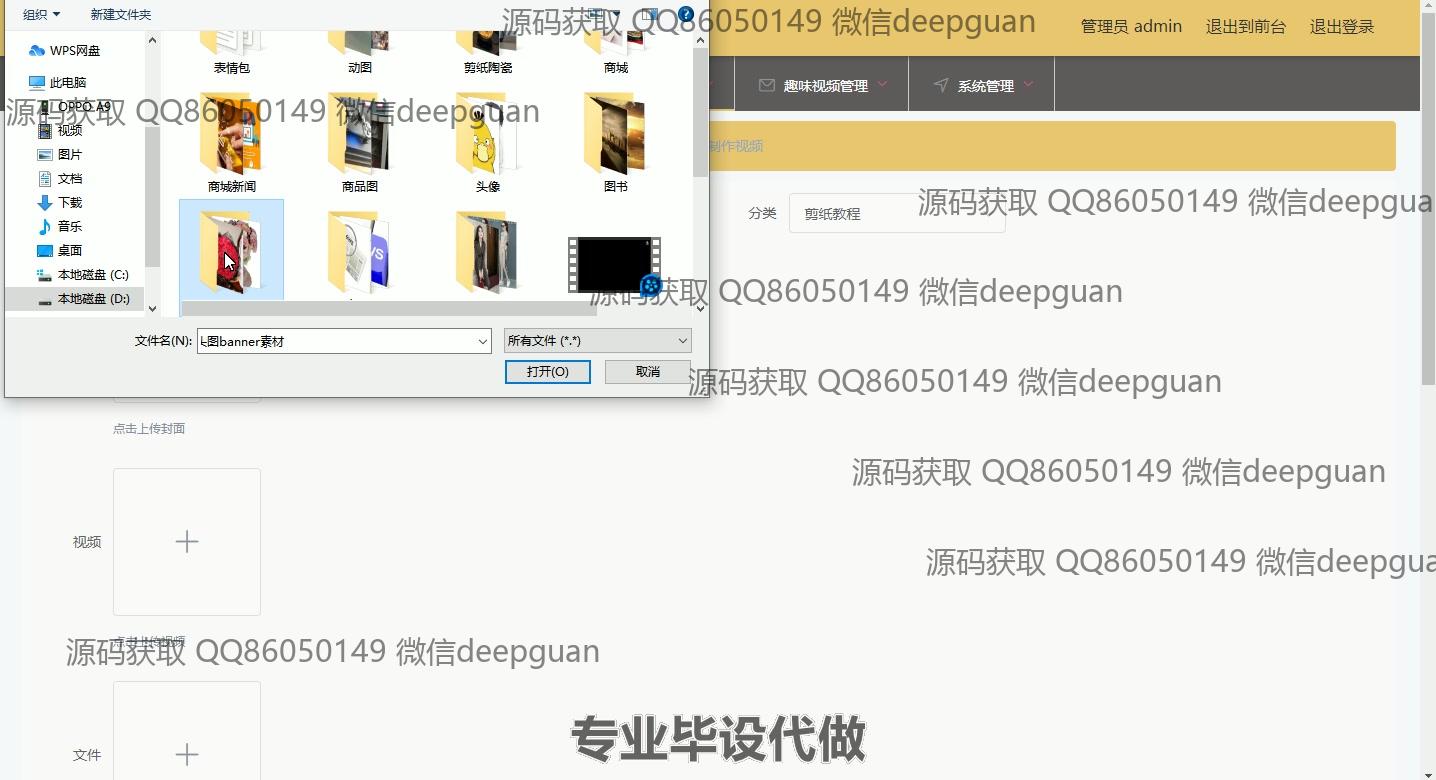 组织 新建文件夹
源码获取 QQ86050149 微信deepguan
管理员 admin 退出到前台 退出登录
WPS网盘
此电脑
OPPO A9
视频
图片
文档
下载
音乐
桌面
本地磁盘 (C:)
本地磁盘 (D:)
表情包 动图 剪纸陶瓷 商城
商城新闻 商品图 头像 图书
源码获取 QQ86050149 微信deepguan
趣味视频管理 系统管理
制作视频
分类 剪纸教程
源码获取 QQ86050149 微信deepgua
源码获取 QQ86050149 微信deepguan
文件名(N): 图banner素材 所有文件 (*.*)
打开(O) 取消
源码获取 QQ86050149 微信deepguan
点击上传封面
源码获取 QQ86050149 微信deepguan
视频
源码获取 QQ86050149 微信deepgua
点击上传视频
源码获取 QQ86050149 微信deepguan
专业毕设代做
文件